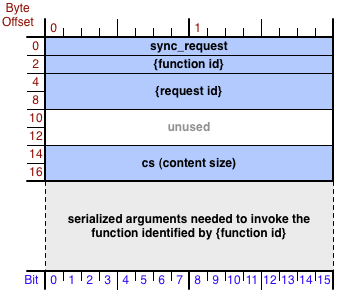 Byte
Offset
0 1
0 sync_request
2 {function id}
4
{request id}
8
10
unused
12
14
cs (content size)
16
serialized arguments needed to invoke the
function identified by {function id}
Bit 0 1 2 3 4 5 6 7 8 9 10 11 12 13 14 15